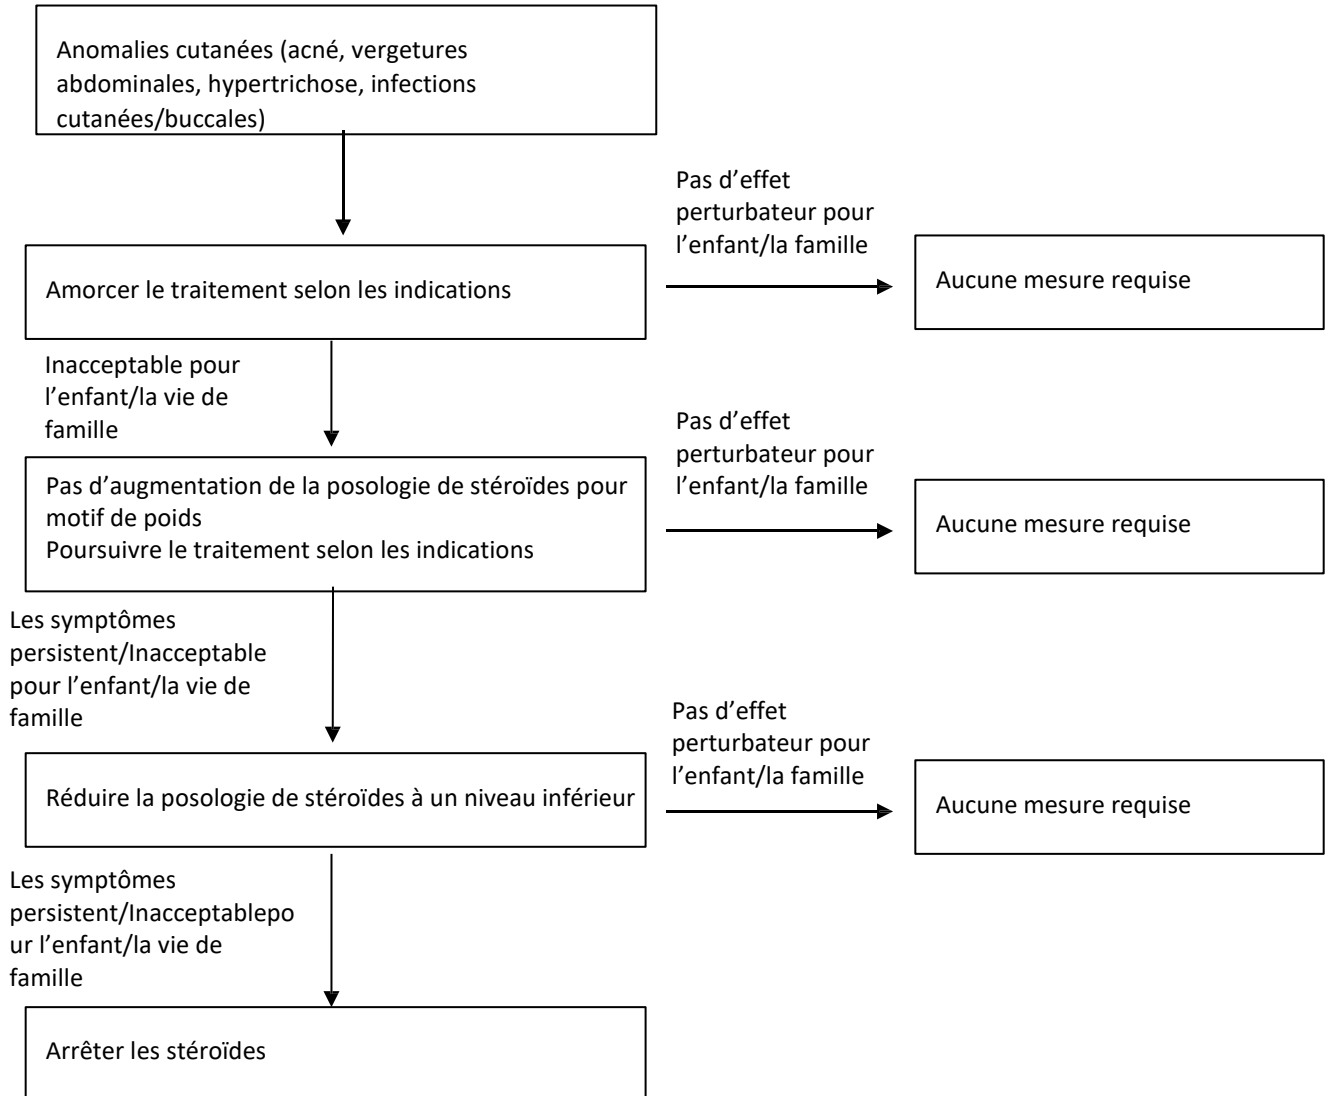 Anomalies cutanées (acné, vergetures
abdominales, hypertrichose, infections
cutanées/buccales)
Pas d’effet
perturbateur pour
l’enfant/la famille
Amorcer le traitement selon les indications
Aucune mesure requise
Inacceptable pour
l’enfant/la vie de
famille
Pas d’effet
perturbateur pour
l’enfant/la famille
Pas d’augmentation de la posologie de stéroïdes pour
motif de poids
Poursuivre le traitement selon les indications
Aucune mesure requise
Les symptômes
persistent/Inacceptable
pour l’enfant/la vie de
famille
Pas d’effet
perturbateur pour
l’enfant/la famille
Réduire la posologie de stéroïdes à un niveau inférieur
Aucune mesure requise
Les symptômes
persistent/Inacceptablepo
ur l’enfant/la vie de
famille
Arrêter les stéroïdes